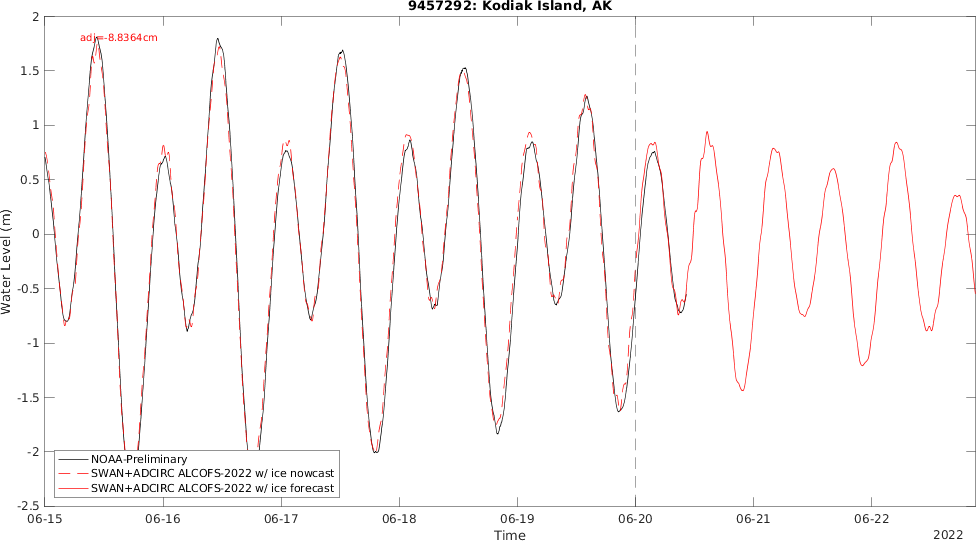 9457292: Kodiak Island, AK
adj=-8.8364cm
2
1.5
1
0.5
0
-0.5
-1
-1.5
-2
-2.5
Water Level (m)
NOAA-Preliminary
SWAN+ADCIRC ALCOFS-2022 w/ ice nowcast
SWAN+ADCIRC ALCOFS-2022 w/ ice forecast
06-15 06-16 06-17 06-18 06-19 06-20 06-21 06-22
Time
2022